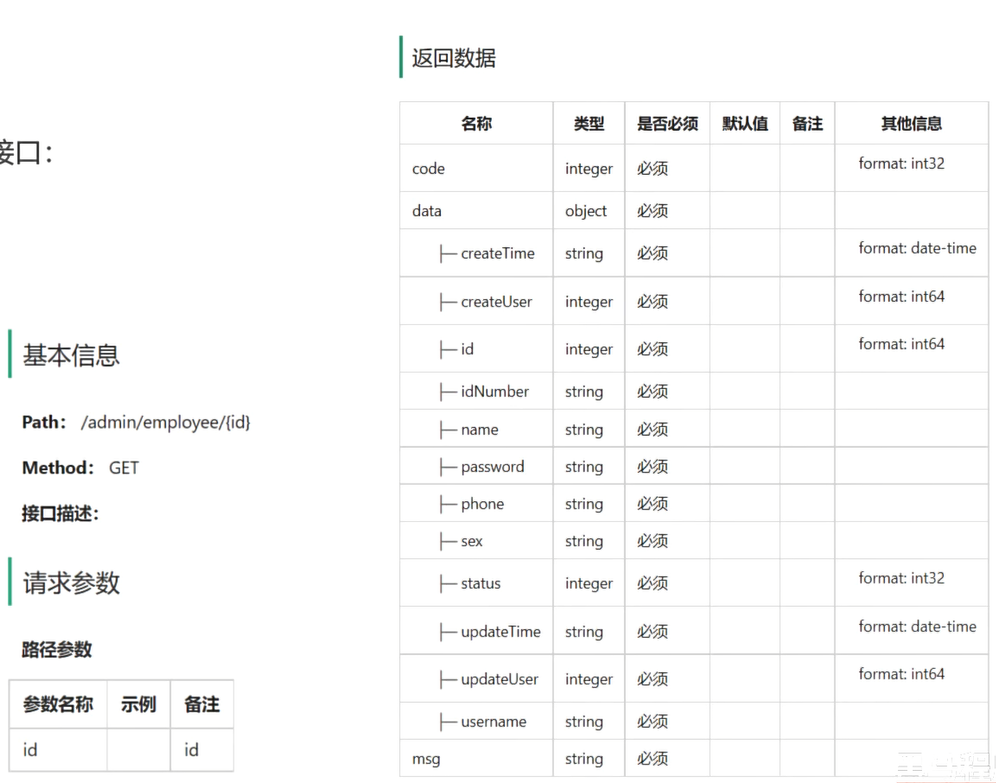 接口：
基本信息
Path： /admin/employee/{id}
Method： GET
接口描述：
请求参数
路径参数
参数名称 示例 备注
id id
返回数据
名称 类型 是否必须 默认值 备注 其他信息
code integer 必须 format: int32
data object 必须
├─ createTime string 必须 format: date-time
├─ createUser integer 必须 format: int64
├─ id integer 必须 format: int64
├─ idNumber string 必须
├─ name string 必须
├─ password string 必须
├─ phone string 必须
├─ sex string 必须
├─ status integer 必须 format: int32
├─ updateTime string 必须 format: date-time
├─ updateUser integer 必须 format: int64
├─ username string 必须
msg string 必须